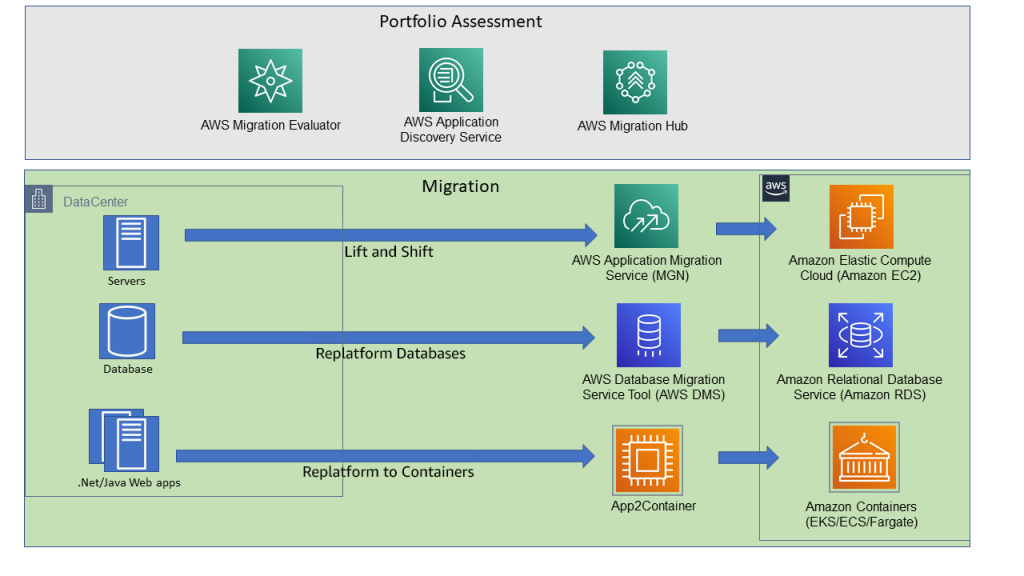 Portfolio Assessment
AWS Migration Evaluator
AWS Application
Discovery Service
AWS Migration Hub
Migration
DataCenter
aws
Servers
Lift and Shift
AWS Application Migration
Service (MGN)
Amazon Elastic Compute
Cloud (Amazon EC2)
Database
Replatform Databases
AWS Database Migration
Service Tool (AWS DMS)
Amazon Relational Database
Service (Amazon RDS)
.Net/Java Web apps
Replatform to Containers
App2Container
Amazon Containers
(EKS/ECS/Fargate)